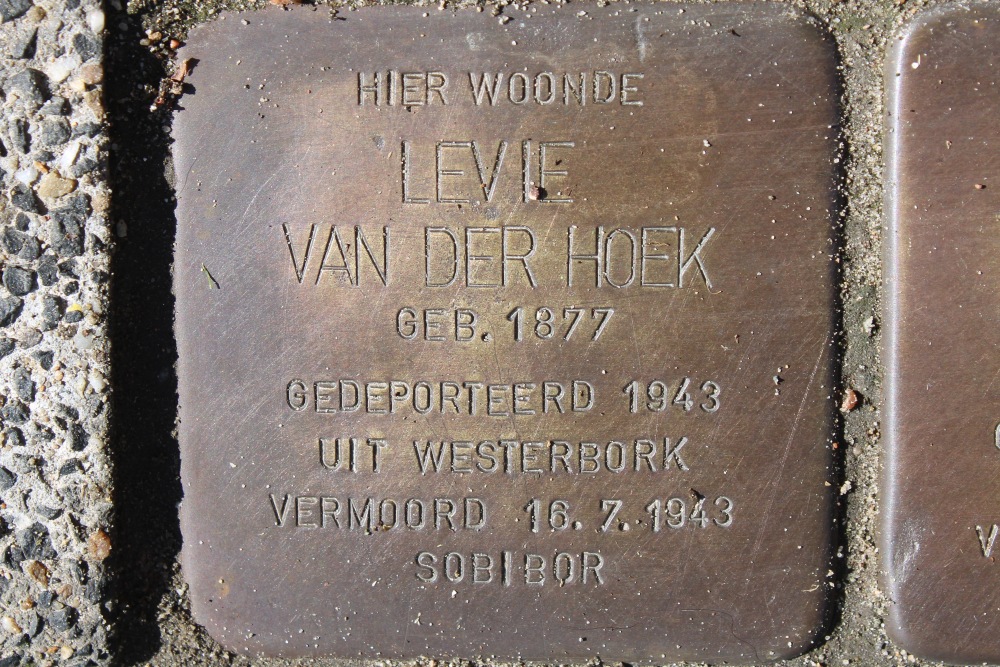 HIER WOONDE
LEVIE
VAN DER HOEK
GEB. 1877
GEDEPORTEERD 1943
UIT WESTERBORK
VERMOORD 16.7.1943
SOBIBOR